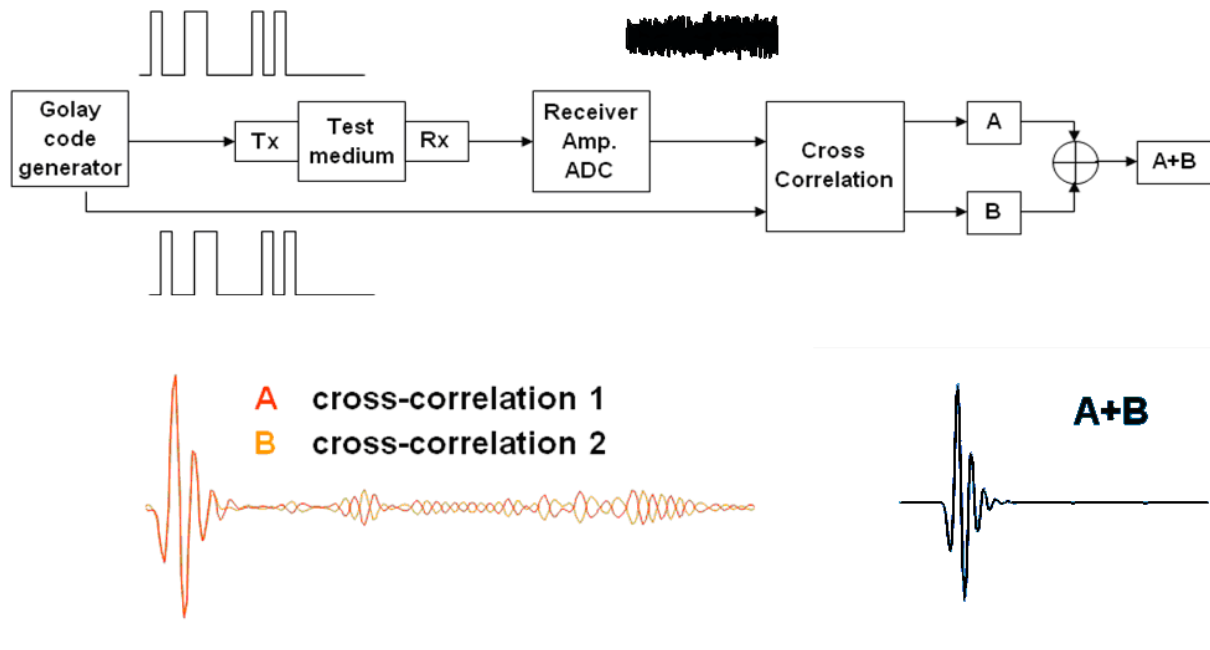 Golay
code
generator
Tx
Test
medium
Rx
Receiver
Amp.
ADC
Cross
Correlation
A
B
A+B
A cross-correlation 1
B cross-correlation 2
A+B